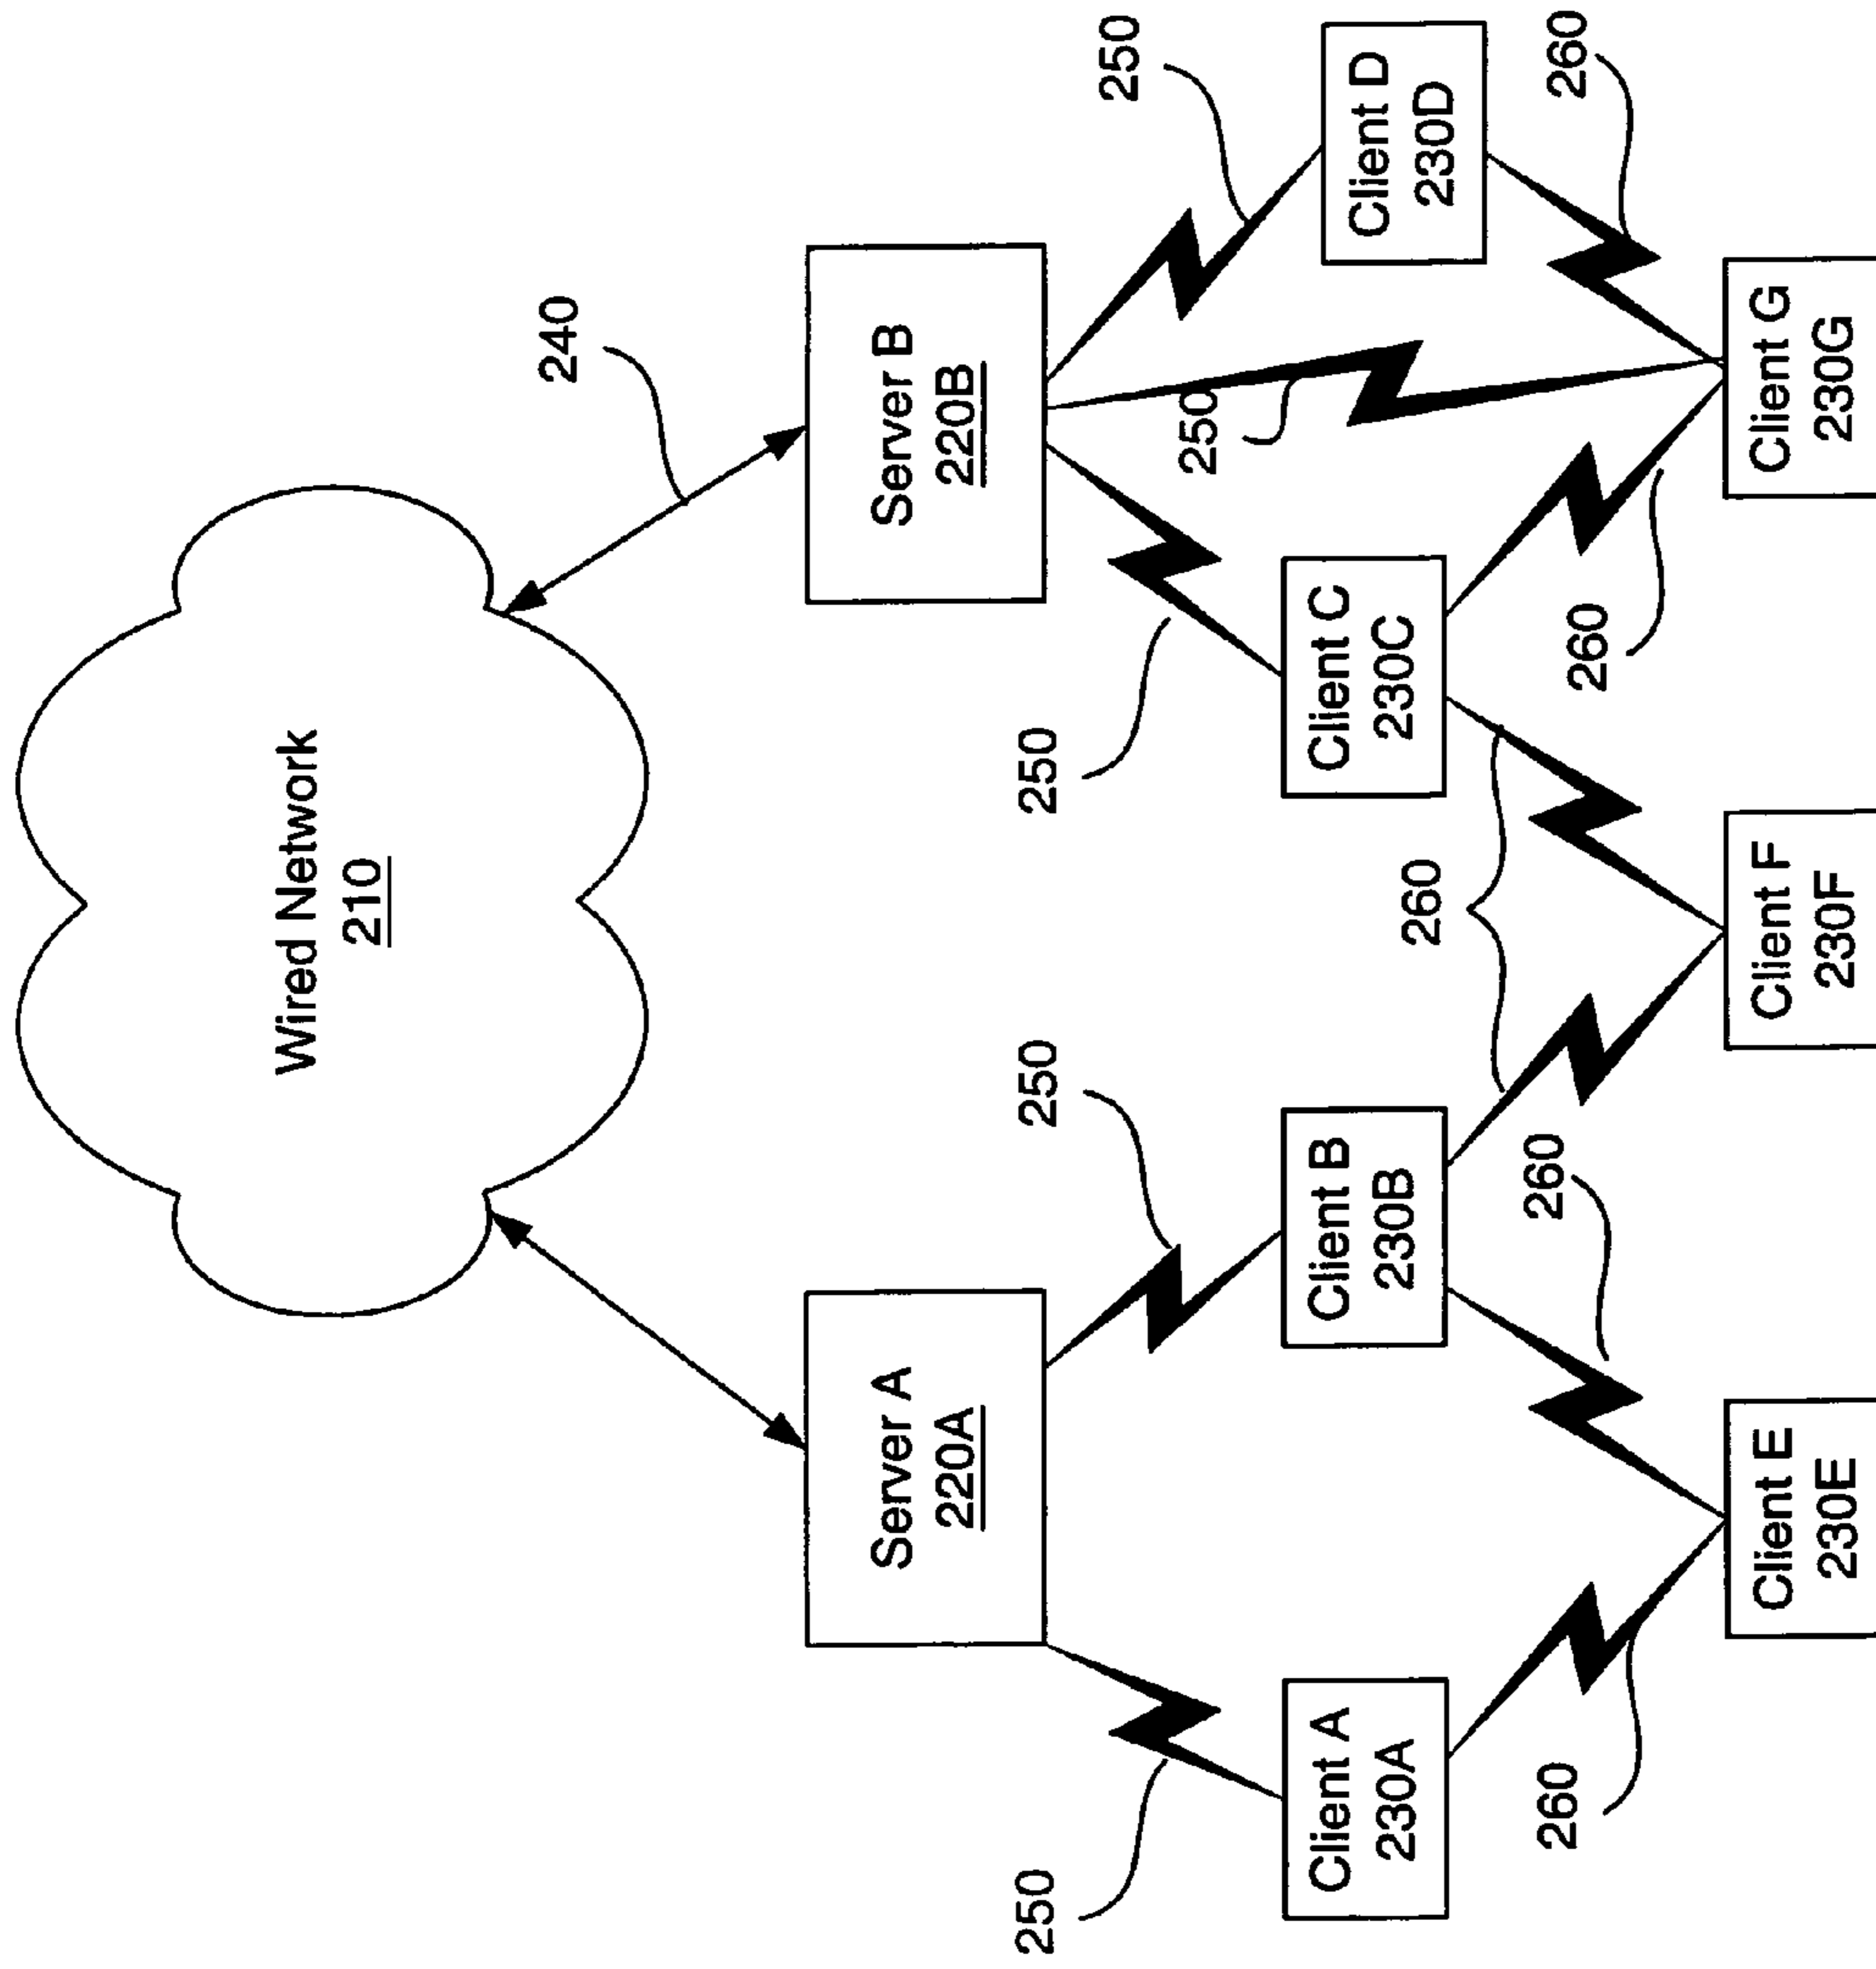 Wired Network
210
240
Server A
220A
Server B
220B
250
250
250
250
250
Client A
230A
Client B
230B
Client C
230C
Client D
230D
260
260
260
260
260
Client E
230E
Client F
230F
Client G
230G